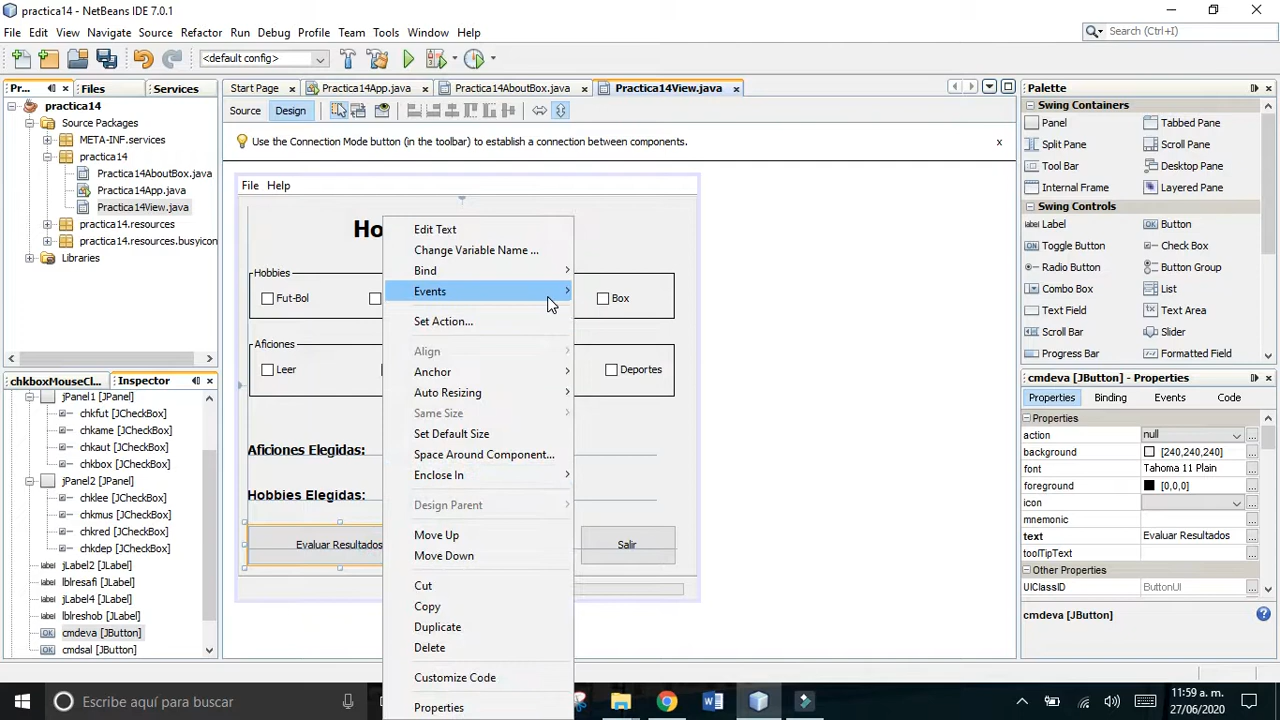 practica14 - NetBeans IDE 7.0.1
File Edit View Navigate Source Refactor Run Debug Profile Team Tools Window Help
Search (Ctrl+I)
<default config>
Pr... Files Services
Start Page Practica14App.java Practica14AboutBox.java Practica14View.java
Palette
practica14
Source Packages
META-INF.services
practica14
Practica14AboutBox.java
Practica14App.java
Practica14View.java
practica14.resources
practica14.resources.busyicon
Libraries
Source Design
Use the Connection Mode button (in the toolbar) to establish a connection between components. x
File Help
Ho
Hobbies
Fut-Bol
Box
Aficiones
Leer
Deportes
Aficiones Elegidas:
Hobbies Elegidas:
Evaluar Resultados
Salir
Edit Text
Change Variable Name ...
Bind
Events
Set Action...
Align
Anchor
Auto Resizing
Same Size
Set Default Size
Space Around Component...
Enclose In
Design Parent
Move Up
Move Down
Cut
Copy
Duplicate
Delete
Customize Code
Properties
Swing Containers
Panel Tabbed Pane
Split Pane Scroll Pane
Tool Bar Desktop Pane
Internal Frame Layered Pane
Swing Controls
Label Button
Toggle Button Check Box
Radio Button Button Group
Combo Box List
Text Field Text Area
Scroll Bar Slider
Progress Bar Formatted Field
chkboxMouseCl... Inspector
jPanel1 [JPanel]
chkfut [JCheckBox]
chkame [JCheckBox]
chkaut [JCheckBox]
chkbox [JCheckBox]
jPanel2 [JPanel]
chklee [JCheckBox]
chkmus [JCheckBox]
chkred [JCheckBox]
chkdep [JCheckBox]
jLabel2 [JLabel]
lblresafi [JLabel]
jLabel4 [JLabel]
lblreshob [JLabel]
cmdeva [JButton]
cmdsal [JButton]
cmdeva [JButton] - Properties
Properties Binding Events Code
Properties
action null
background [240,240,240]
font Tahoma 11 Plain
foreground [0,0,0]
icon
mnemonic
text Evaluar Resultados
toolTipText
Other Properties
UIClassID ButtonUI
cmdeva [JButton]
Escribe aquí para buscar
11:59 a. m.
27/06/2020